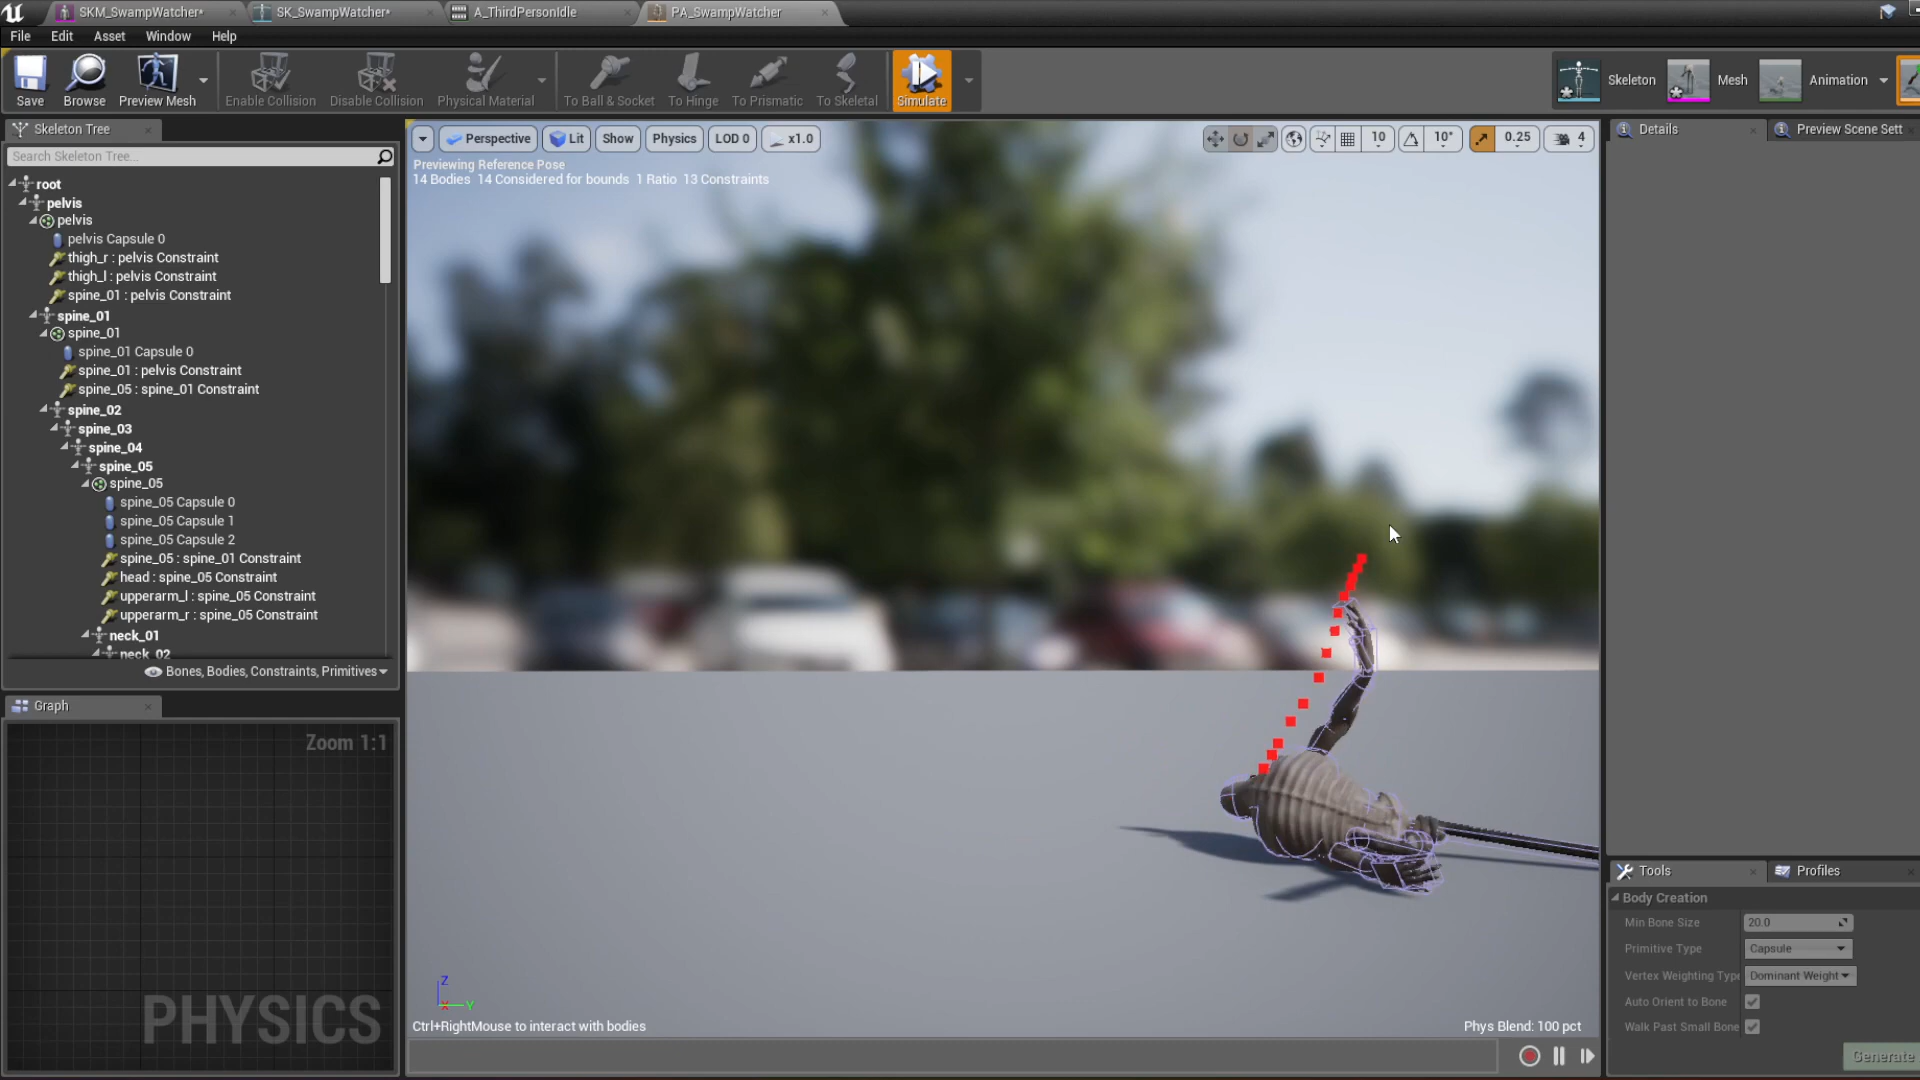 SKM_SwampWatcher*
SK_SwampWatcher*
A_ThirdPersonIdle
PA_SwampWatcher
File Edit Asset Window Help
Save
Browse
Preview Mesh
Enable Collision
Disable Collision
Physical Material
To Ball & Socket
To Hinge
To Prismatic
To Skeletal
Simulate
Skeleton
Mesh
Animation
Skeleton Tree
Search Skeleton Tree...
root
pelvis
pelvis
pelvis Capsule 0
thigh_r : pelvis Constraint
thigh_l : pelvis Constraint
spine_01 : pelvis Constraint
spine_01
spine_01
spine_01 Capsule 0
spine_01 : pelvis Constraint
spine_05 : spine_01 Constraint
spine_02
spine_03
spine_04
spine_05
spine_05
spine_05 Capsule 0
spine_05 Capsule 1
spine_05 Capsule 2
spine_05 : spine_01 Constraint
head : spine_05 Constraint
upperarm_l : spine_05 Constraint
upperarm_r : spine_05 Constraint
neck_01
neck_02
Bones, Bodies, Constraints, Primitives
Graph
Zoom 1:1
PHYSICS
Perspective
Lit
Show
Physics
LOD 0
x1.0
10
10°
0.25
4
Previewing Reference Pose
14 Bodies 14 Considered for bounds 1 Ratio 13 Constraints
Z
X
Y
Ctrl+RightMouse to interact with bodies
Phys Blend: 100 pct
Details
Preview Scene Sett
Tools
Profiles
Body Creation
Min Bone Size 20.0
Primitive Type Capsule
Vertex Weighting Type Dominant Weight
Auto Orient to Bone
Walk Past Small Bone
Generate